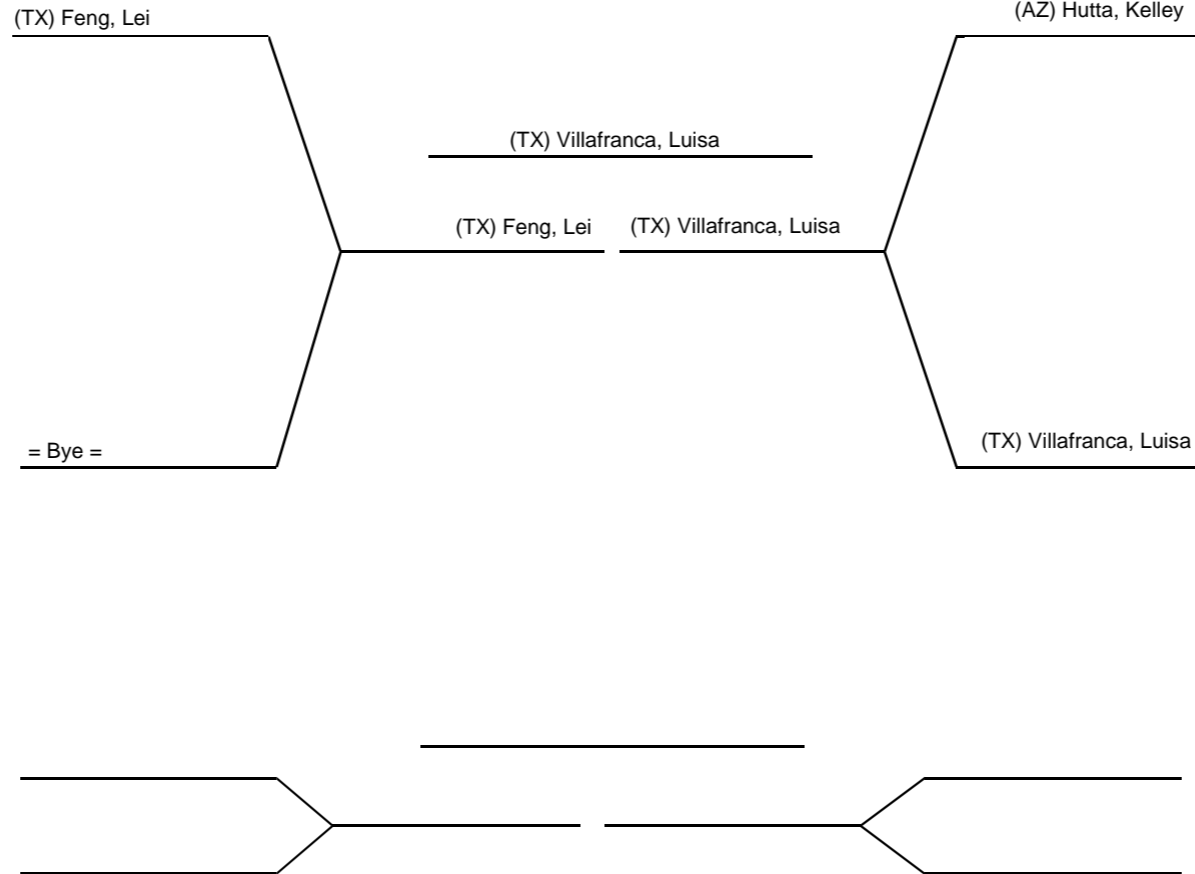 (TX) Feng, Lei
(AZ) Hutta, Kelley
(TX) Villafranca, Luisa
(TX) Feng, Lei
(TX) Villafranca, Luisa
= Bye =
(TX) Villafranca, Luisa